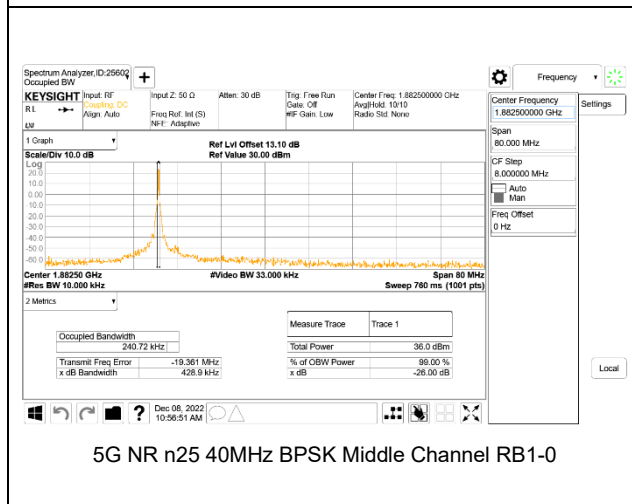 Spectrum Analyzer,ID:25602
Occupied BW
+
Frequency
KEYSIGHT
RL
Input: RF
Coupling: DC
Align: Auto
Input Z: 50 Ω
Freq Ref: Int (S)
NFE: Adaptive
Atten: 30 dB
Trig: Free Run
Gate: Off
#IF Gain: Low
Center Freq: 1.882500000 GHz
Avg|Hold: 10/10
Radio Std: None
Center Frequency
1.882500000 GHz
Settings
Span
80.000 MHz
CF Step
8.000000 MHz
Auto
Man
Freq Offset
0 Hz
Local
1 Graph
Scale/Div 10.0 dB
Ref Lvl Offset 13.10 dB
Ref Value 30.00 dBm
Log
20.0
10.0
0.00
-10.0
-20.0
-30.0
-40.0
-50.0
-60.0
Center 1.88250 GHz
#Res BW 10.000 kHz
#Video BW 33.000 kHz
Span 80 MHz
Sweep 760 ms (1001 pts)
2 Metrics
Measure Trace
Trace 1
Occupied Bandwidth
240.72 kHz
Total Power
36.0 dBm
Transmit Freq Error
-19.361 MHz
% of OBW Power
99.00 %
x dB Bandwidth
428.9 kHz
x dB
-26.00 dB
?
Dec 08, 2022
10:56:51 AM
5G NR n25 40MHz BPSK Middle Channel RB1-0